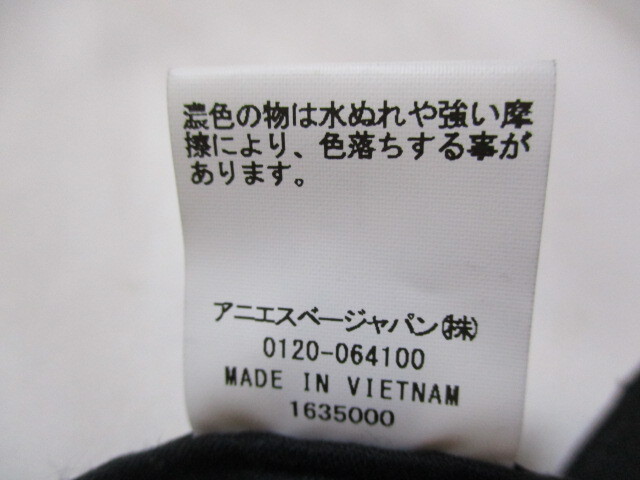 濃色の物は水ぬれや強い摩
擦により、色落ちする事が
あります。
アニエスベージャパン㈱
0120-064100
MADE IN VIETNAM
1635000